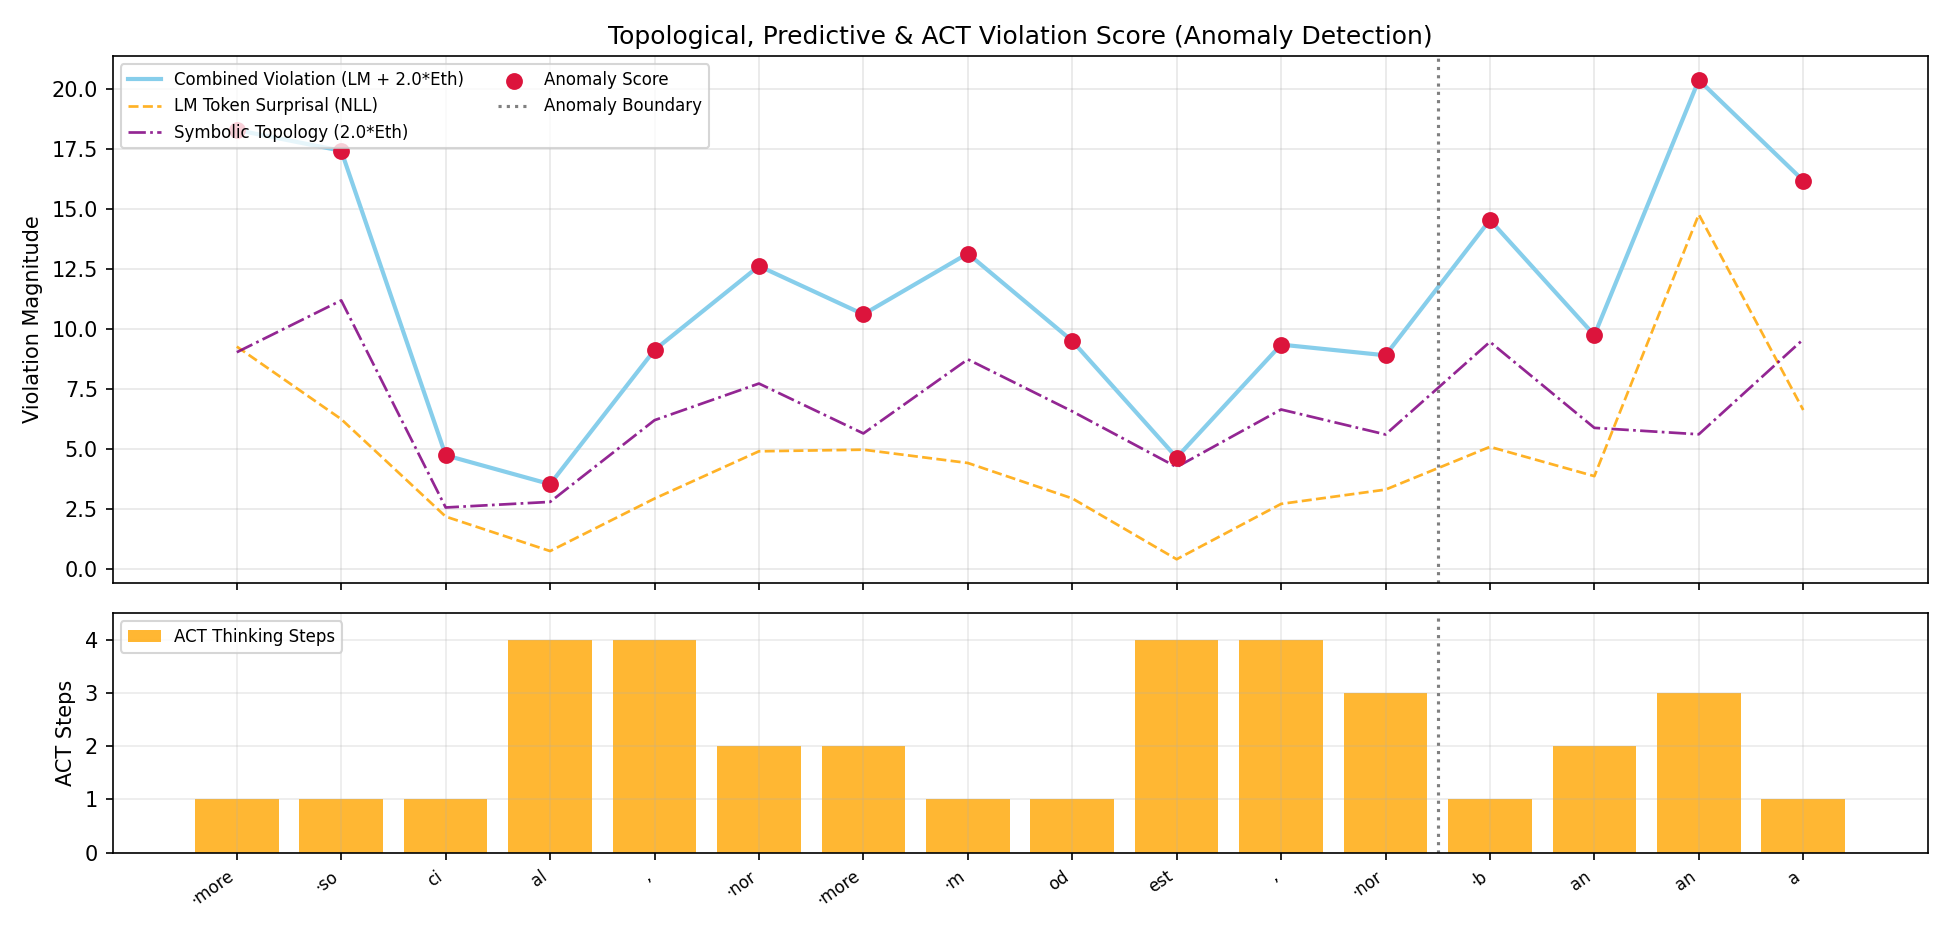 Topological, Predictive & ACT Violation Score (Anomaly Detection)
Combined Violation (LM + 2.0*Eth)
LM Token Surprisal (NLL)
Symbolic Topology (2.0*Eth)
Anomaly Score
Anomaly Boundary
Violation Magnitude
20.0
17.5
15.0
12.5
10.0
7.5
5.0
2.5
0.0
ACT Thinking Steps
ACT Steps
4
3
2
1
0
·more
·so
ci
al
,
·nor
·more
·m
od
est
,
·nor
·b
an
an
a